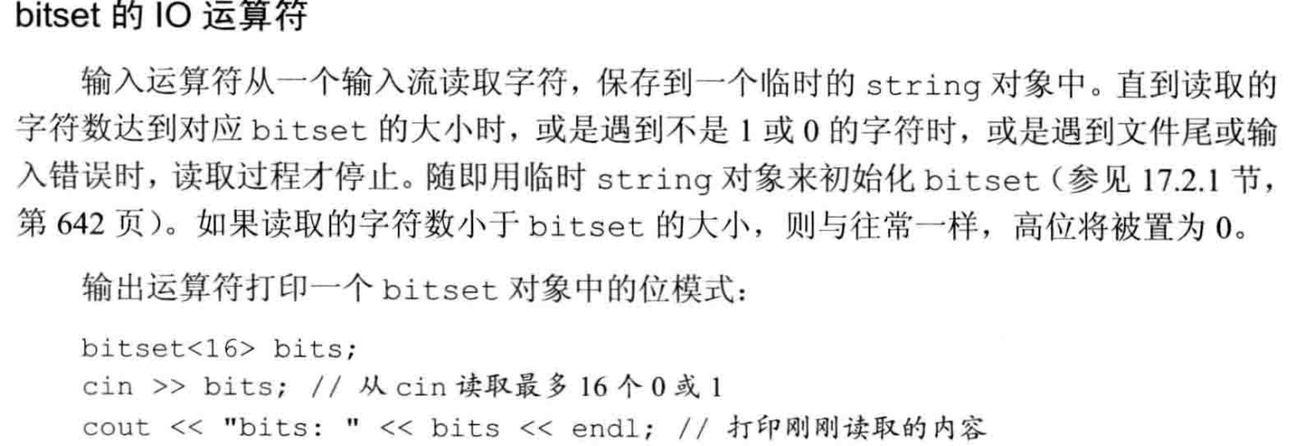 bitset 的 IO 运算符
输入运算符从一个输入流读取字符，保存到一个临时的 string 对象中。直到读取的
字符数达到对应 bitset 的大小时，或是遇到不是 1 或 0 的字符时，或是遇到文件尾或输
入错误时，读取过程才停止。随即用临时 string 对象来初始化 bitset（参见 17.2.1 节，
第 642 页）。如果读取的字符数小于 bitset 的大小，则与往常一样，高位将被置为 0。
输出运算符打印一个 bitset 对象中的位模式：
bitset<16> bits;
cin >> bits; // 从 cin 读取最多 16 个 0 或 1
cout << "bits: " << bits << endl; // 打印刚刚读取的内容